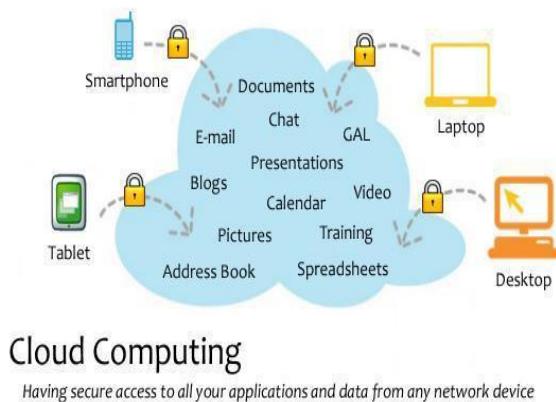 Smartphone
Documents
Chat
E-mail
GAL
Laptop
Presentations
Blogs
Video
Calendar
Tablet
Pictures
Training
Address Book
Spreadsheets
Desktop
Cloud Computing
Having secure access to all your applications and data from any network device